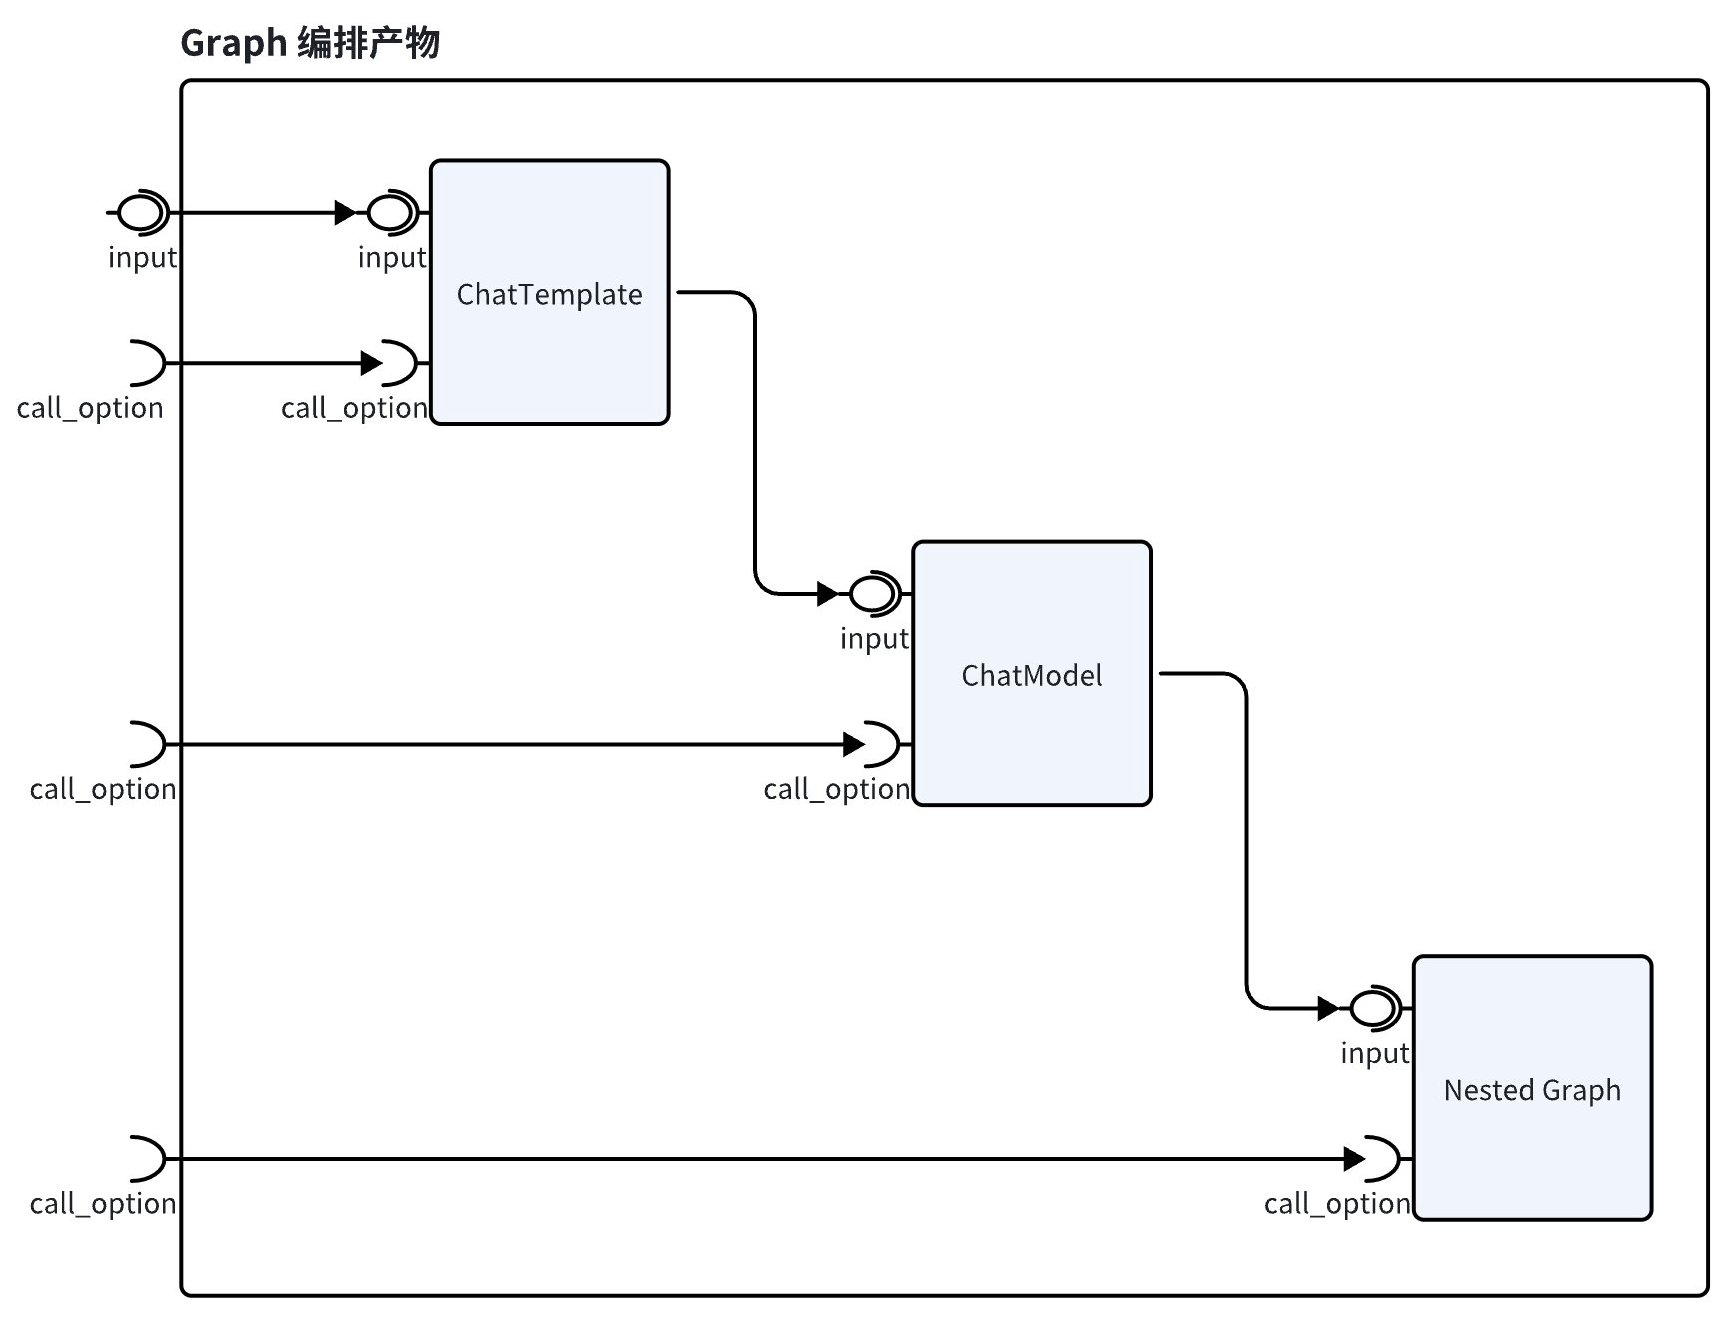 Graph 编排产物
input
input
ChatTemplate
call_option
call_option
input
ChatModel
call_option
call_option
input
Nested Graph
call_option
call_option